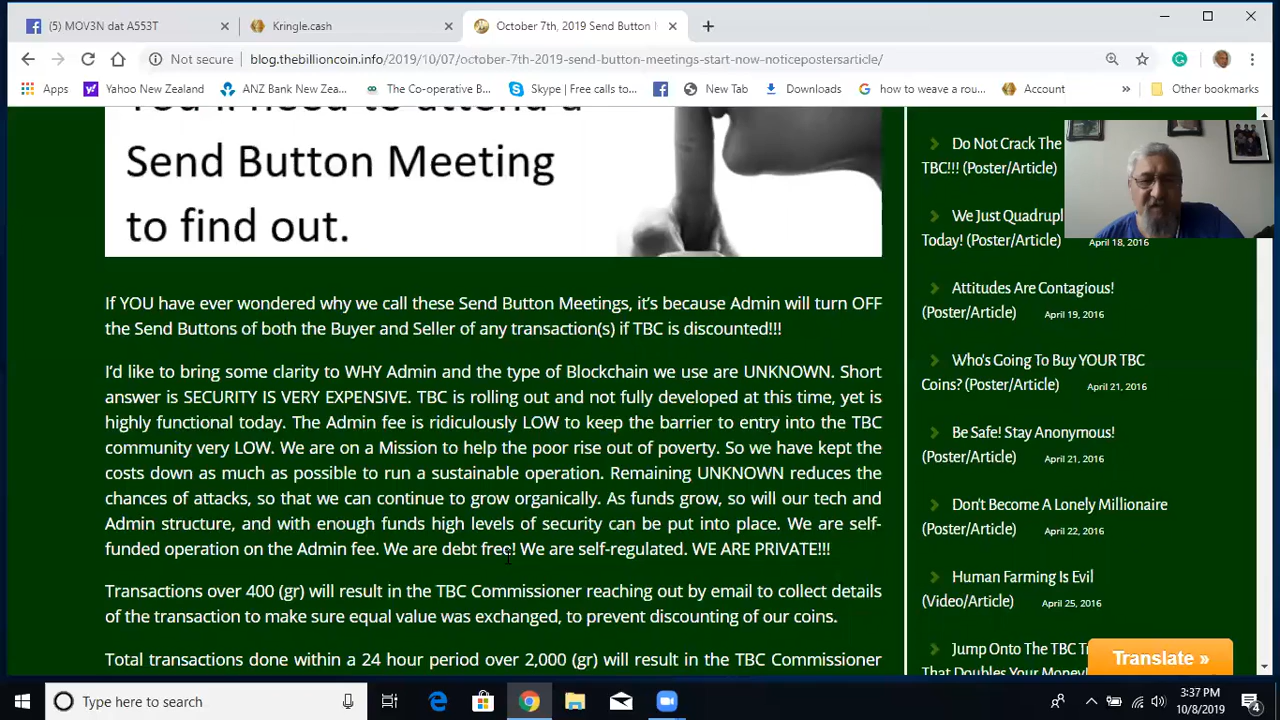 (5) MOV3N dat A553T
Kringle.cash
October 7th, 2019 Send Button
Not secure
blog.thebillioncoin.info/2019/10/07/october-7th-2019-send-button-meetings-start-now-noticepostersarticle/
Apps
Yahoo New Zealand
ANZ Bank New Zea...
The Co-operative B...
Skype | Free calls to...
New Tab
Downloads
how to weave a rou...
Account
»
Other bookmarks
You'll need to attend a
Send Button Meeting
to find out.
If YOU have ever wondered why we call these Send Button Meetings, it's because Admin will turn OFF
the Send Buttons of both the Buyer and Seller of any transaction(s) if TBC is discounted!!!
I'd like to bring some clarity to WHY Admin and the type of Blockchain we use are UNKNOWN. Short
answer is SECURITY IS VERY EXPENSIVE. TBC is rolling out and not fully developed at this time, yet is
highly functional today. The Admin fee is ridiculously LOW to keep the barrier to entry into the TBC
community very LOW. We are on a Mission to help the poor rise out of poverty. So we have kept the
costs down as much as possible to run a sustainable operation. Remaining UNKNOWN reduces the
chances of attacks, so that we can continue to grow organically. As funds grow, so will our tech and
Admin structure, and with enough funds high levels of security can be put into place. We are self-
funded operation on the Admin fee. We are debt free! We are self-regulated. WE ARE PRIVATE!!!
Transactions over 400 (gr) will result in the TBC Commissioner reaching out by email to collect details
of the transaction to make sure equal value was exchanged, to prevent discounting of our coins.
Total transactions done within a 24 hour period over 2,000 (gr) will result in the TBC Commissioner
Do Not Crack The
TBC!!! (Poster/Article)
We Just Quadrupl
Today! (Poster/Article) April 18, 2016
Attitudes Are Contagious!
(Poster/Article) April 19, 2016
Who's Going To Buy YOUR TBC
Coins? (Poster/Article) April 21, 2016
Be Safe! Stay Anonymous!
(Poster/Article) April 21, 2016
Don't Become A Lonely Millionaire
(Poster/Article) April 22, 2016
Human Farming Is Evil
(Video/Article) April 25, 2016
Jump Onto The TBC
That Doubles Your Money
Translate »
Type here to search
3:37 PM
10/8/2019
4